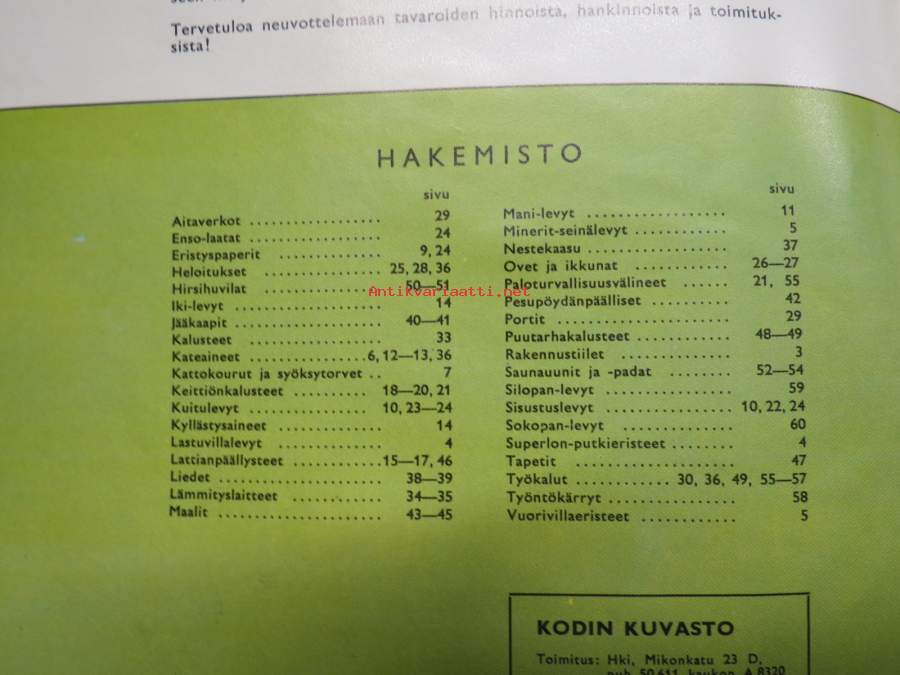 Tervetuloa neuvottelemaan tavaroiden hinnoista, hankinnoista ja toimituk-
sista!
HAKEMISTO
sivu
Aitaverkot .................. 29
Enso-laatat .................. 24
Eristyspaperit .............. 9, 24
Heloitukset ............. 25, 28, 36
Hirsihuvilat .............. 50—51
Iki-levyt .................. 14
Jääkaapit .................. 40—41
Kalusteet .................. 33
Kateaineet ................ 6, 12—13, 36
Kattokourut ja syöksytorvet .. 7
Keittiönkalusteet .......... 18—20, 21
Kuitulevyt ................ 10, 23—24
Kyllästysaineet .............. 14
Lastuvillalevyt .............. 4
Lattianpäällysteet ............ 15—17, 46
Liedet ...................... 38—39
Lämmityslaitteet ............ 34—35
Maalit ...................... 43—45
sivu
Mani-levyt .................. 11
Minerit-seinälevyt ............ 5
Nestekaasu .................. 37
Ovet ja ikkunat ............ 26—27
Paloturvallisuusvälineet ...... 21, 55
Pesupöydänpäälliset .......... 42
Portit ...................... 29
Puutarhakalusteet ............ 48—49
Rakennustiilet .............. 3
Saunauunit ja -padat ........ 52—54
Silopan-levyt ................ 59
Sisustuslevyt ................ 10, 22, 24
Sokopan-levyt .............. 60
Superlon-putkieristeet ........ 4
Tapetit .................... 47
Työkalut ............ 30, 36, 49, 55—57
Työntökärryt ................ 58
Vuorivillaeristeet ............ 5
Antikvariaatti.net
KODIN KUVASTO
Toimitus: Hki, Mikonkatu 23 D,
puh. 50 611, kaukop. A 8320